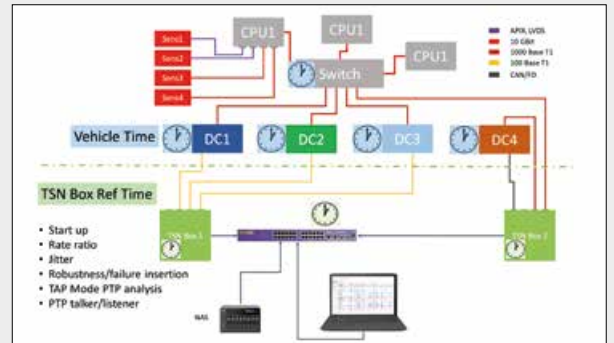 CPU1
CPU1
CPU1
Sens1
Sens2
Sens3
Sens4
Switch
APIX, LVDS
10 GBit
1000 Base T1
100 Base T1
CAN/FD
Vehicle Time
DC1
DC2
DC3
DC4
TSN Box Ref Time
TSN Box 1
TSN Box 2
• Start up
• Rate ratio
• Jitter
• Robustness/failure insertion
• TAP Mode PTP analysis
• PTP talker/listener
NAS